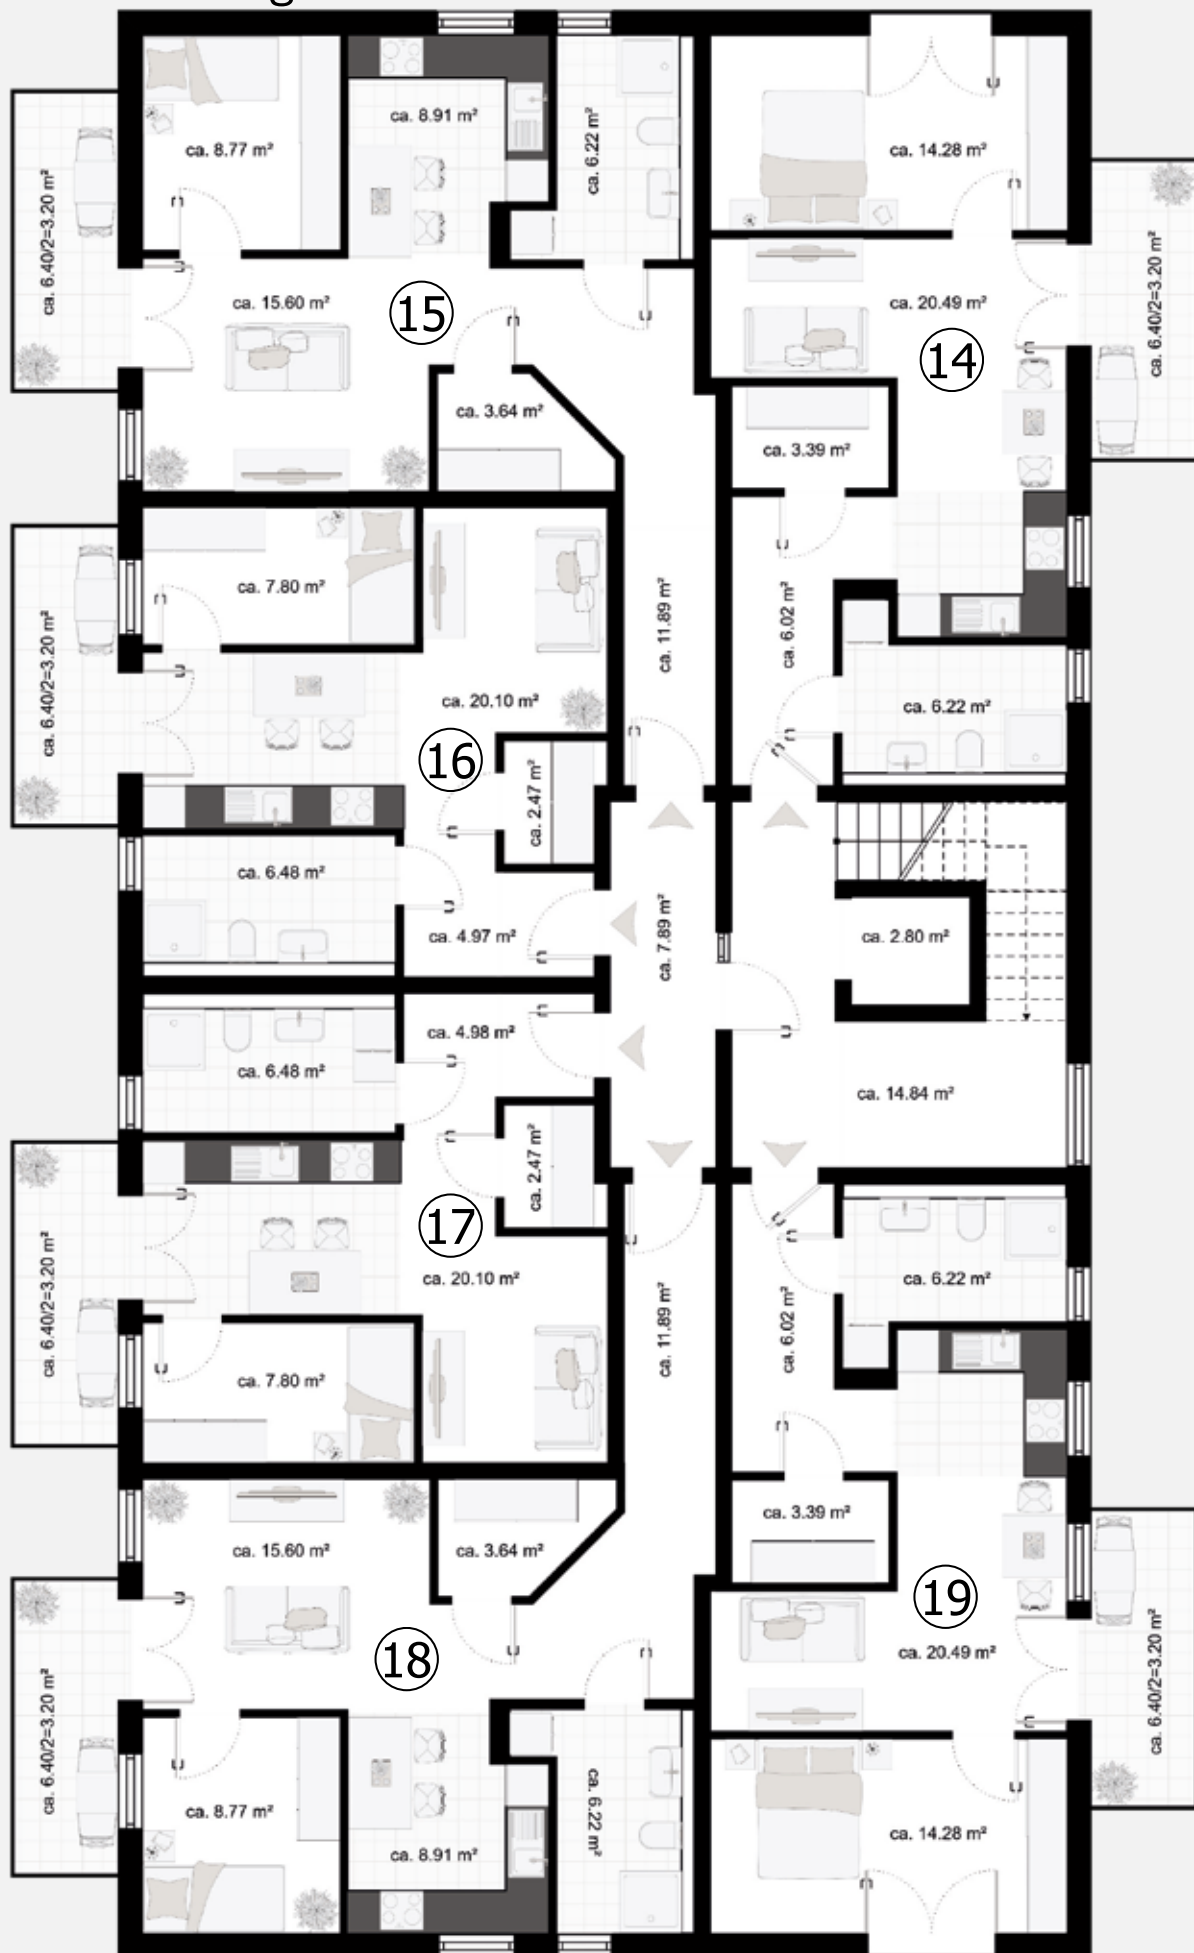 g
ca. 8.77 m²
ca. 8.91 m²
ca. 6.22 m²
ca. 14.28 m²
ca. 6.40/2=3.20 m²
ca. 15.60 m²
15
ca. 20.49 m²
14
ca. 6.40/2=3.20 m²
ca. 3.64 m²
ca. 3.39 m²
ca. 7.80 m²
ca. 11.89 m²
ca. 6.02 m²
ca. 6.40/2=3.20 m²
ca. 20.10 m²
16
ca. 6.22 m²
ca. 2.47 m²
ca. 6.48 m²
ca. 4.97 m²
ca. 7.89 m²
ca. 2.80 m²
ca. 4.98 m²
ca. 6.48 m²
ca. 14.84 m²
ca. 2.47 m²
17
ca. 20.10 m²
ca. 6.40/2=3.20 m²
ca. 11.89 m²
ca. 6.02 m²
ca. 6.22 m²
ca. 7.80 m²
ca. 3.39 m²
ca. 15.60 m²
ca. 3.64 m²
19
18
ca. 20.49 m²
ca. 6.40/2=3.20 m²
ca. 6.40/2=3.20 m²
ca. 8.77 m²
ca. 8.91 m²
ca. 6.22 m²
ca. 14.28 m²